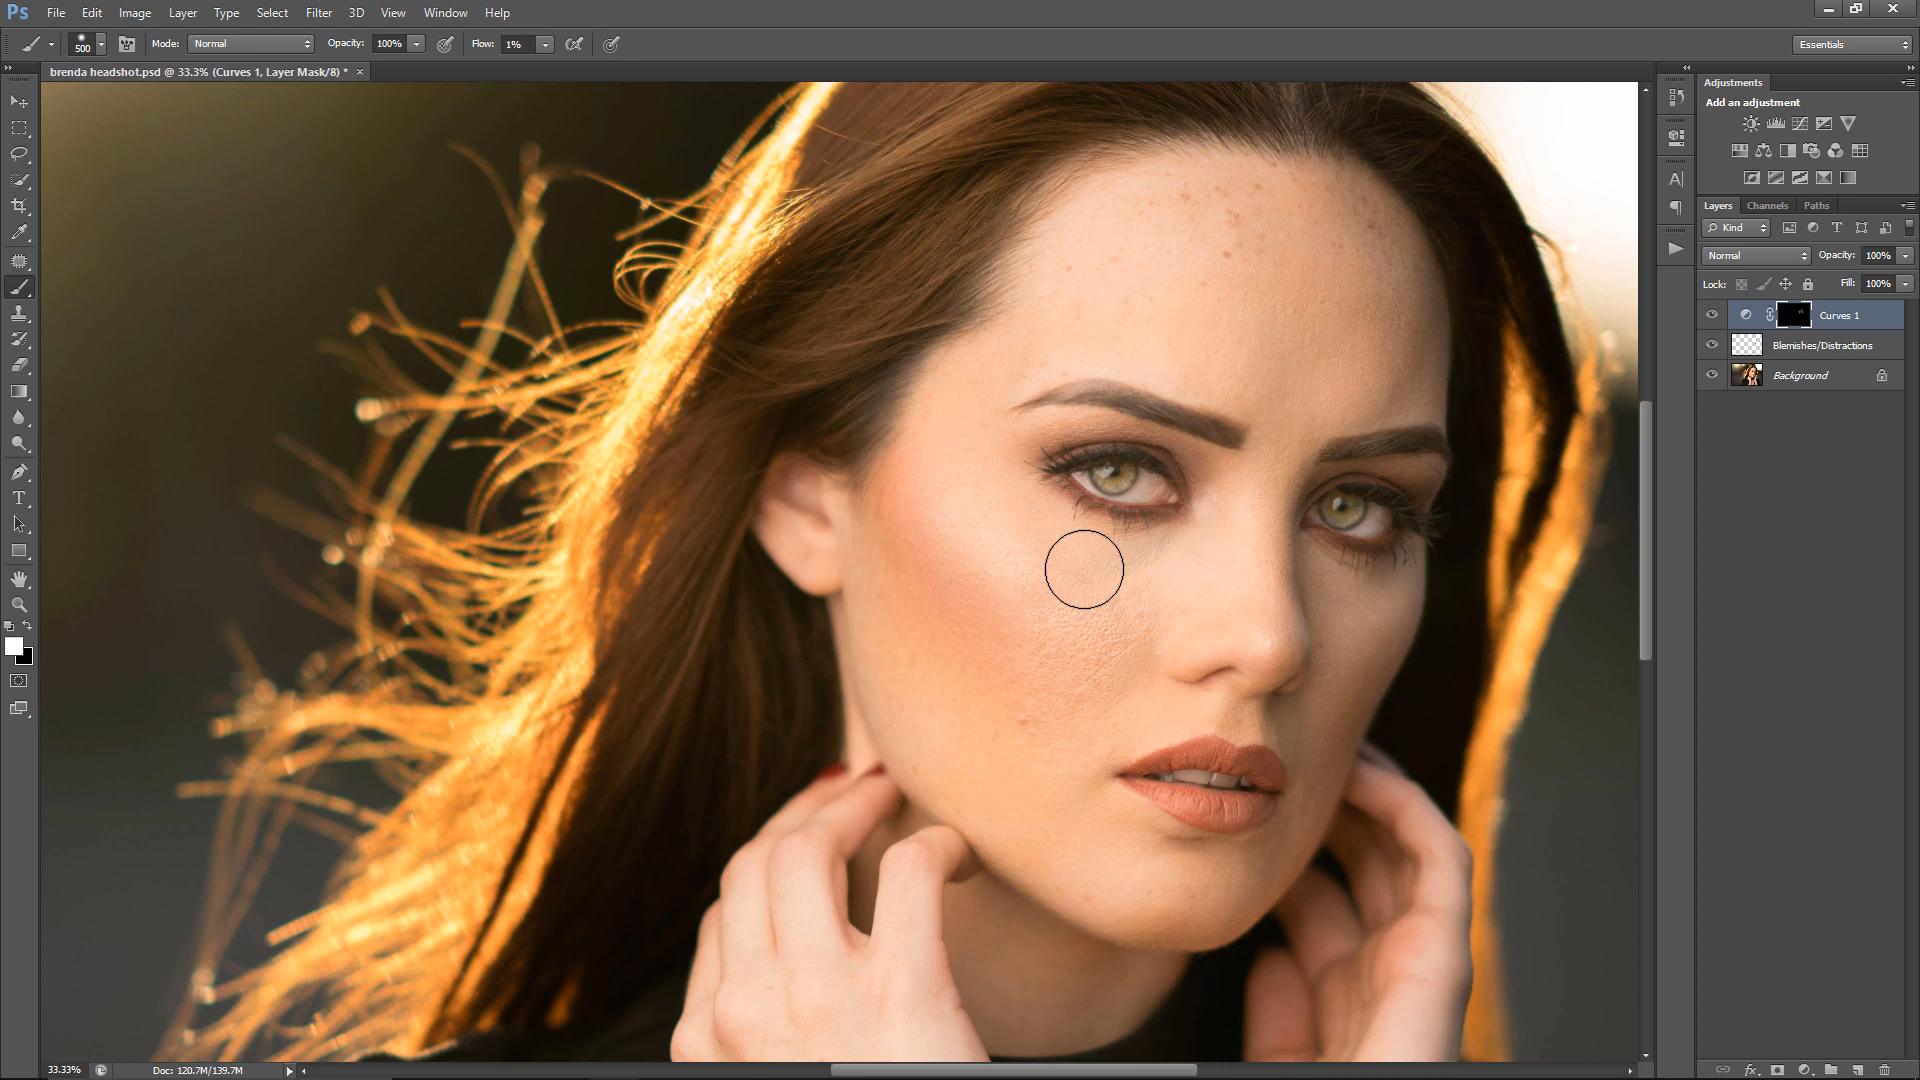 Ps File Edit Image Layer Type Select Filter 3D View Window Help
500 Mode: Normal Opacity: 100% Flow: 1% Essentials
brenda headshot.psd @ 33.3% (Curves 1, Layer Mask/8) * ×
Adjustments
Add an adjustment
Layers Channels Paths
Kind
Normal Opacity: 100%
Lock: Fill: 100%
Curves 1
Blemishes/Distractions
Background
33.33% Doc: 120.7M/139.7M